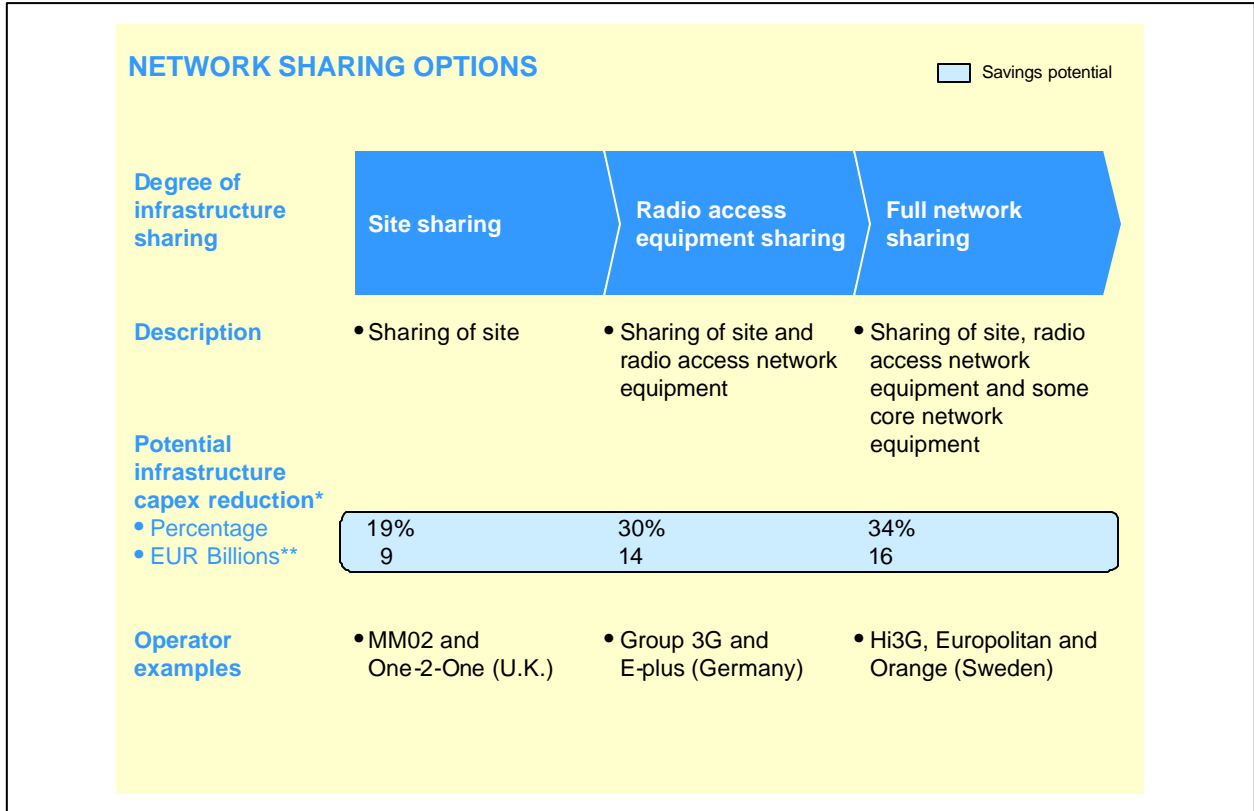 NETWORK SHARING OPTIONS
Savings potential
Degree of
infrastructure
sharing
Site sharing
Radio access
equipment sharing
Full network
sharing
Description
• Sharing of site
• Sharing of site and
radio access network
equipment
• Sharing of site, radio
access network
equipment and some
core network
equipment
Potential
infrastructure
capex reduction*
• Percentage
19%
30%
34%
• EUR Billions**
9
14
16
Operator
examples
• MM02 and
One-2-One (U.K.)
• Group 3G and
E-plus (Germany)
• Hi3G, Europolitan and
Orange (Sweden)